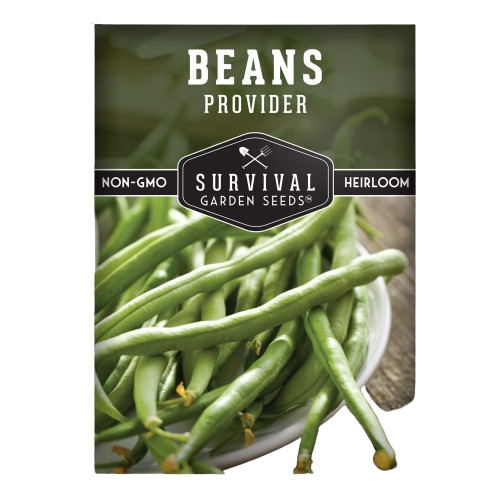 BEANS
PROVIDER
NON-GMO
SURVIVAL
GARDEN SEEDS™
HEIRLOOM